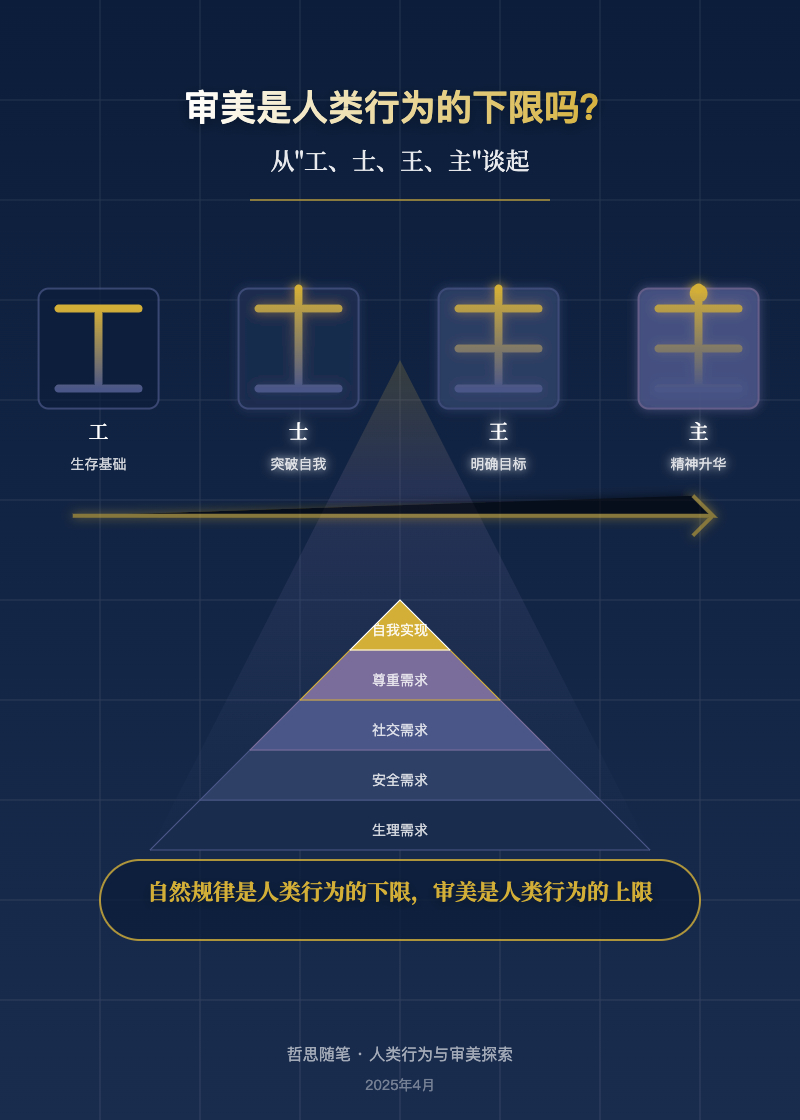 审美是人类行为的下限吗?
从"工、士、王、主"谈起
工
士
王
主
生存基础
突破自我
明确目标
精神升华
自我实现
尊重需求
社交需求
安全需求
生理需求
自然规律是人类行为的下限，审美是人类行为的上限
哲思随笔 · 人类行为与审美探索
2025年4月